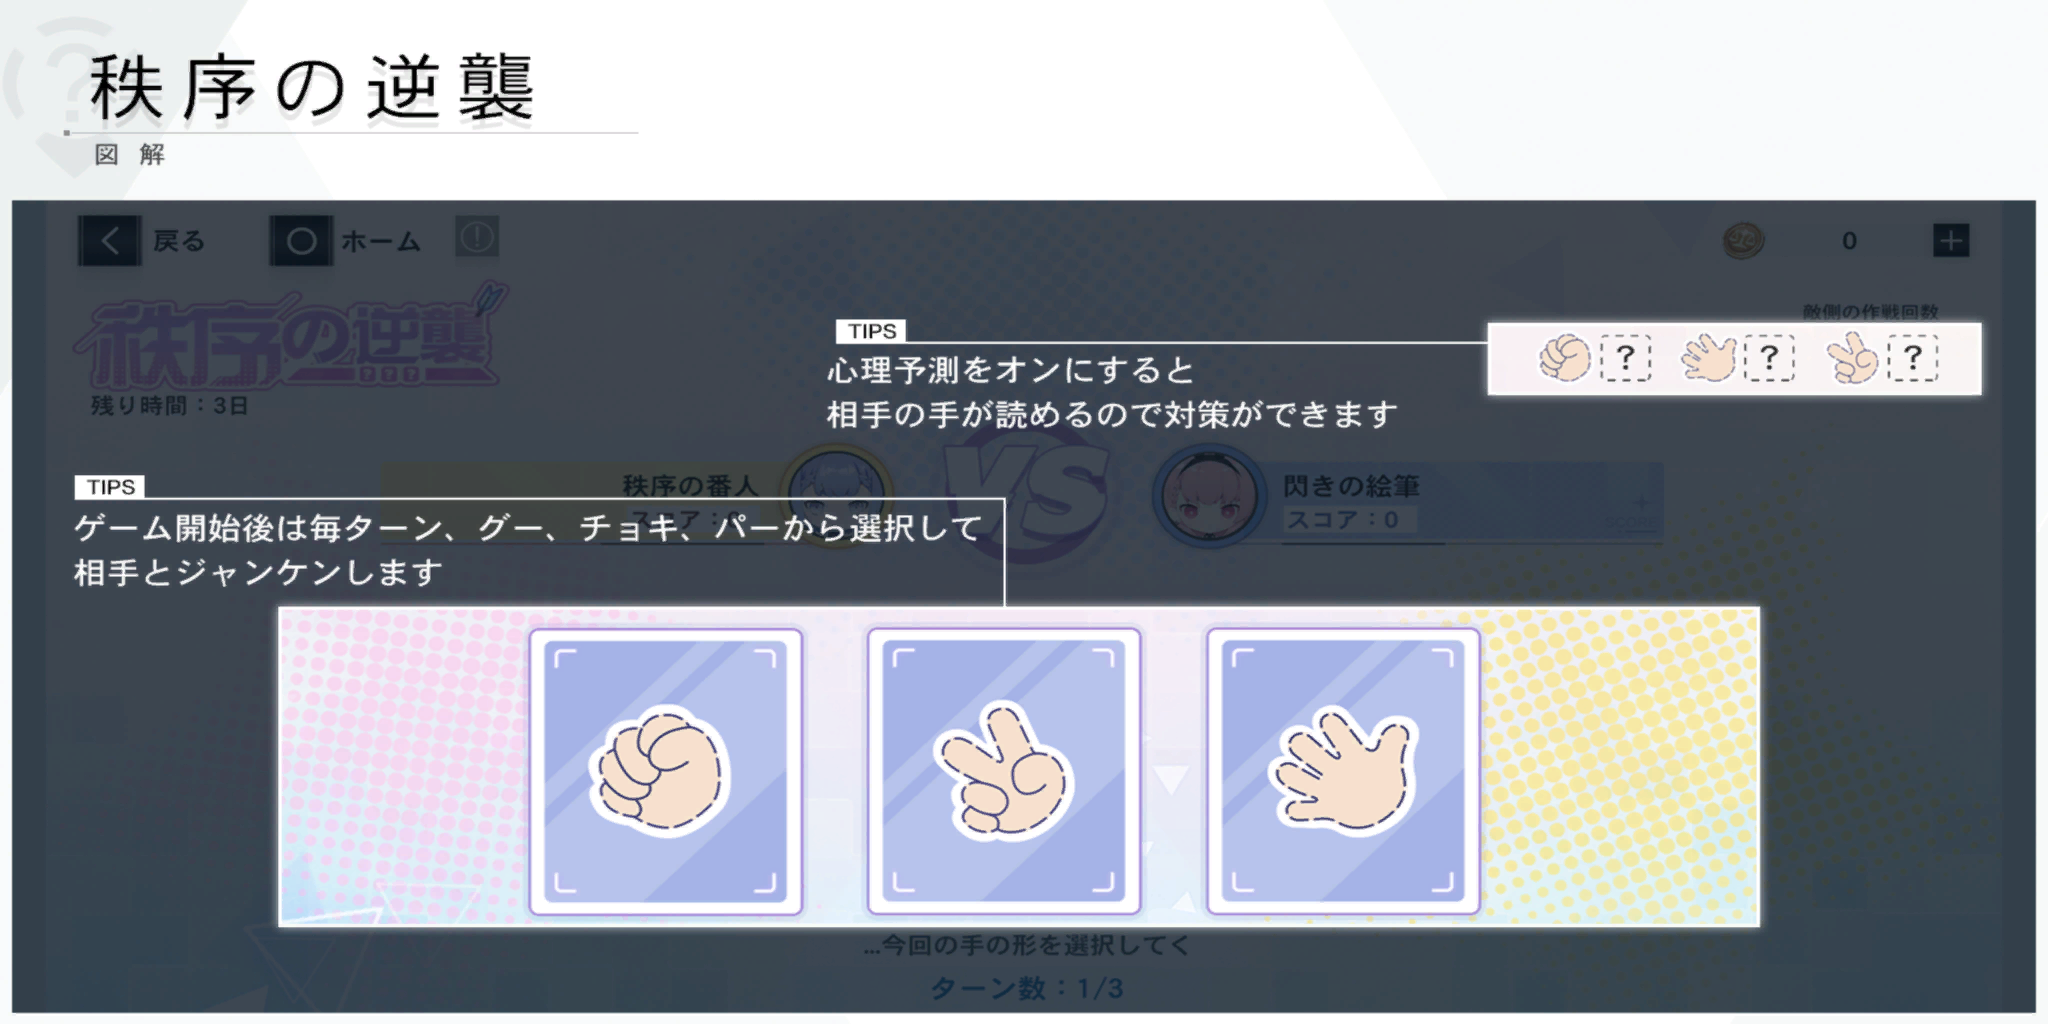 秩序の逆襲
図解
戻る
ホーム
0
秩序の逆襲
残り時間：3日
敵側の作戦回数
TIPS
心理予測をオンにすると
相手の手が読めるので対策ができます
? ? ?
VS
秩序の番人
スコア：0
閃きの絵筆
スコア：0
SCORE
TIPS
ゲーム開始後は毎ターン、グー、チョキ、パーから選択して
相手とジャンケンします
...今回の手の形を選択してく
ターン数：1/3